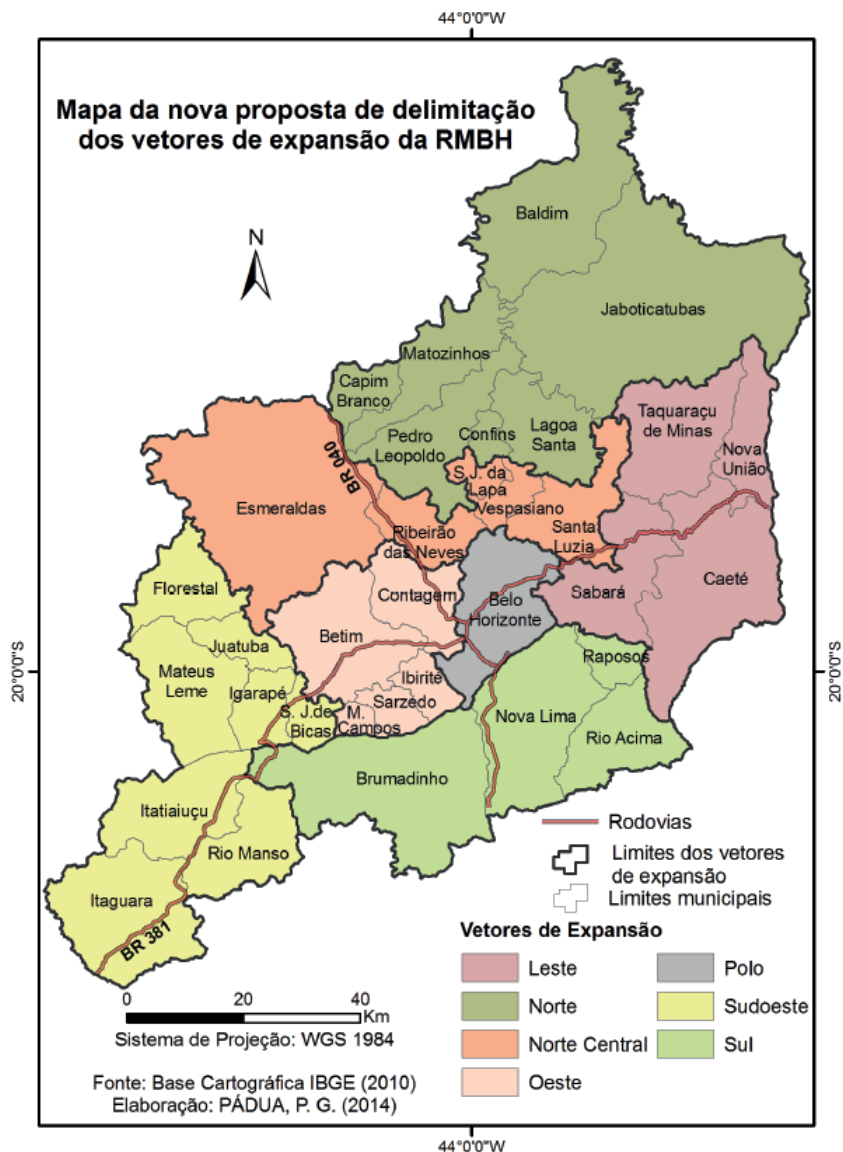 44°0'0"W
Mapa da nova proposta de delimitação
dos vetores de expansão da RMBH
N
Baldim
Jaboticatubas
Matozinhos
Capim
Branco
Taquaraçu
de Minas
Lagoa
Santa
Confins
Pedro
Leopoldo
Nova
União
BR 040
S. J. da
Lapa
Vespasiano
Esmeraldas
Ribeirão
das Neves
Santa
Luzia
Florestal
Contagem
Belo
Horizonte
Sabará
Caeté
Betim
Juatuba
Mateus
Leme
Igarapé
Ibirité
Raposos
20°0'0"S
20°0'0"S
S. J.de
Bicas
M.
Campos
Sarzedo
Nova Lima
Rio Acima
Brumadinho
Itatiaiuçu
Rio Manso
Itaguara
BR 381
Rodovias
Limites dos vetores
de expansão
Limites municipais
Vetores de Expansão
Leste
Polo
Norte
Sudoeste
Norte Central
Sul
Oeste
0 20 40
Km
Sistema de Projeção: WGS 1984
Fonte: Base Cartográfica IBGE (2010)
Elaboração: PÁDUA, P. G. (2014)
44°0'0"W